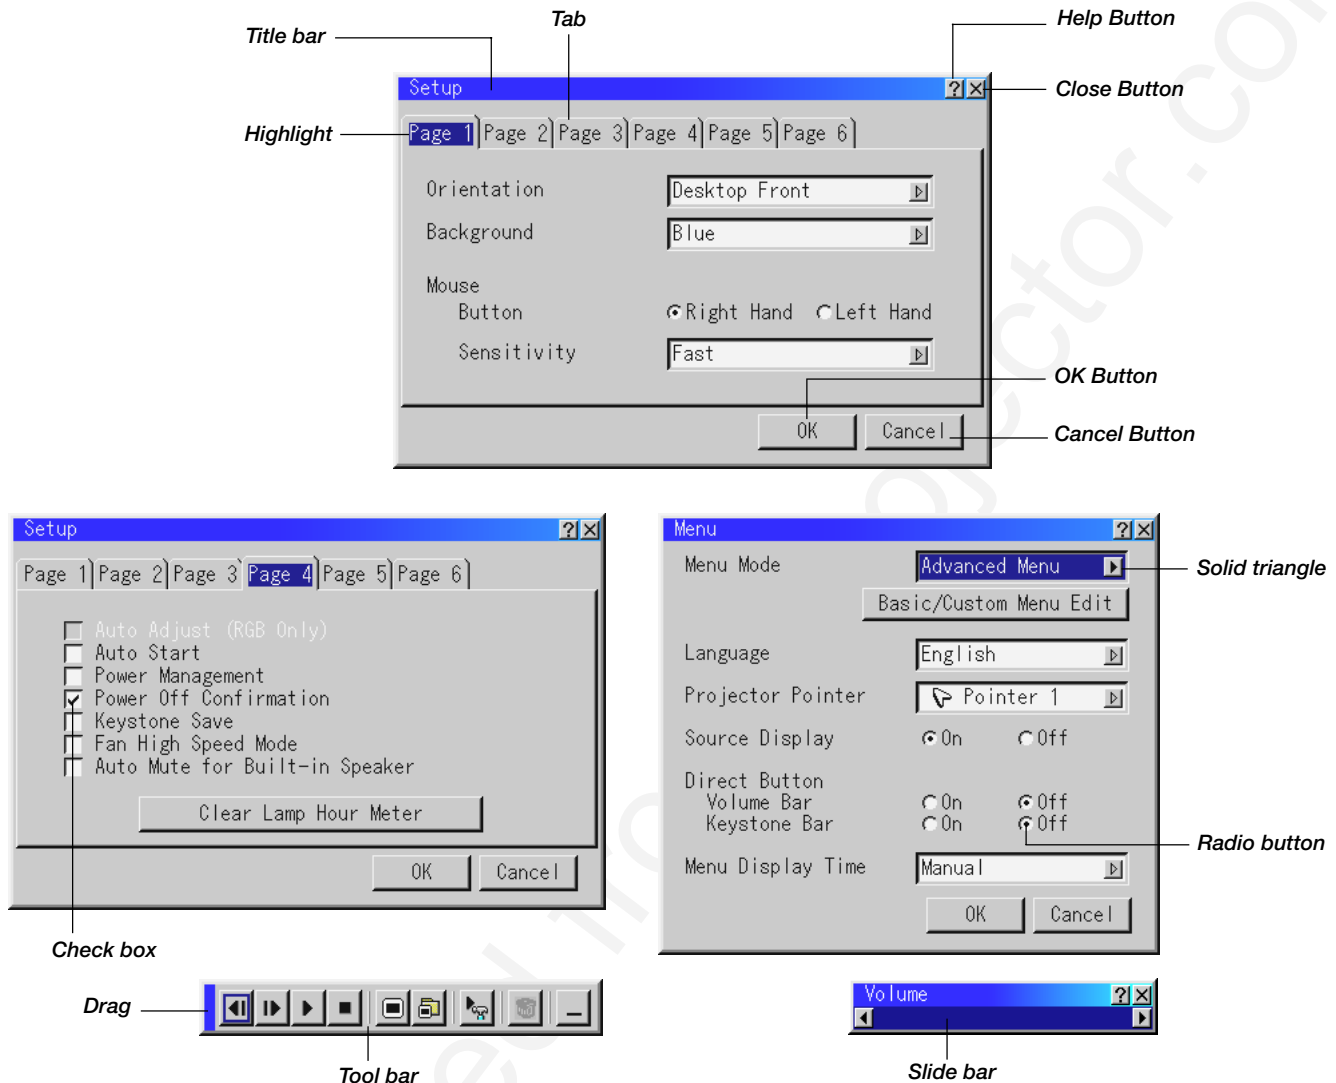 Tab
Help Button
Title bar
Setup
Close Button
Highlight
Page 1 Page 2 Page 3 Page 4 Page 5 Page 6
Orientation Desktop Front
Background Blue
Mouse
Button Right Hand Left Hand
Sensitivity Fast
OK Button
OK Cancel
Cancel Button
Setup
Page 1 Page 2 Page 3 Page 4 Page 5 Page 6
Auto Adjust (RGB Only)
Auto Start
Power Management
Power Off Confirmation
Keystone Save
Fan High Speed Mode
Auto Mute for Built-in Speaker
Clear Lamp Hour Meter
OK Cancel
Check box
Menu
Menu Mode Advanced Menu
Solid triangle
Basic/Custom Menu Edit
Language English
Projector Pointer Pointer 1
Source Display On Off
Direct Button
Volume Bar On Off
Keystone Bar On Off
Radio button
Menu Display Time Manual
OK Cancel
Drag
Tool bar
Volume
Slide bar